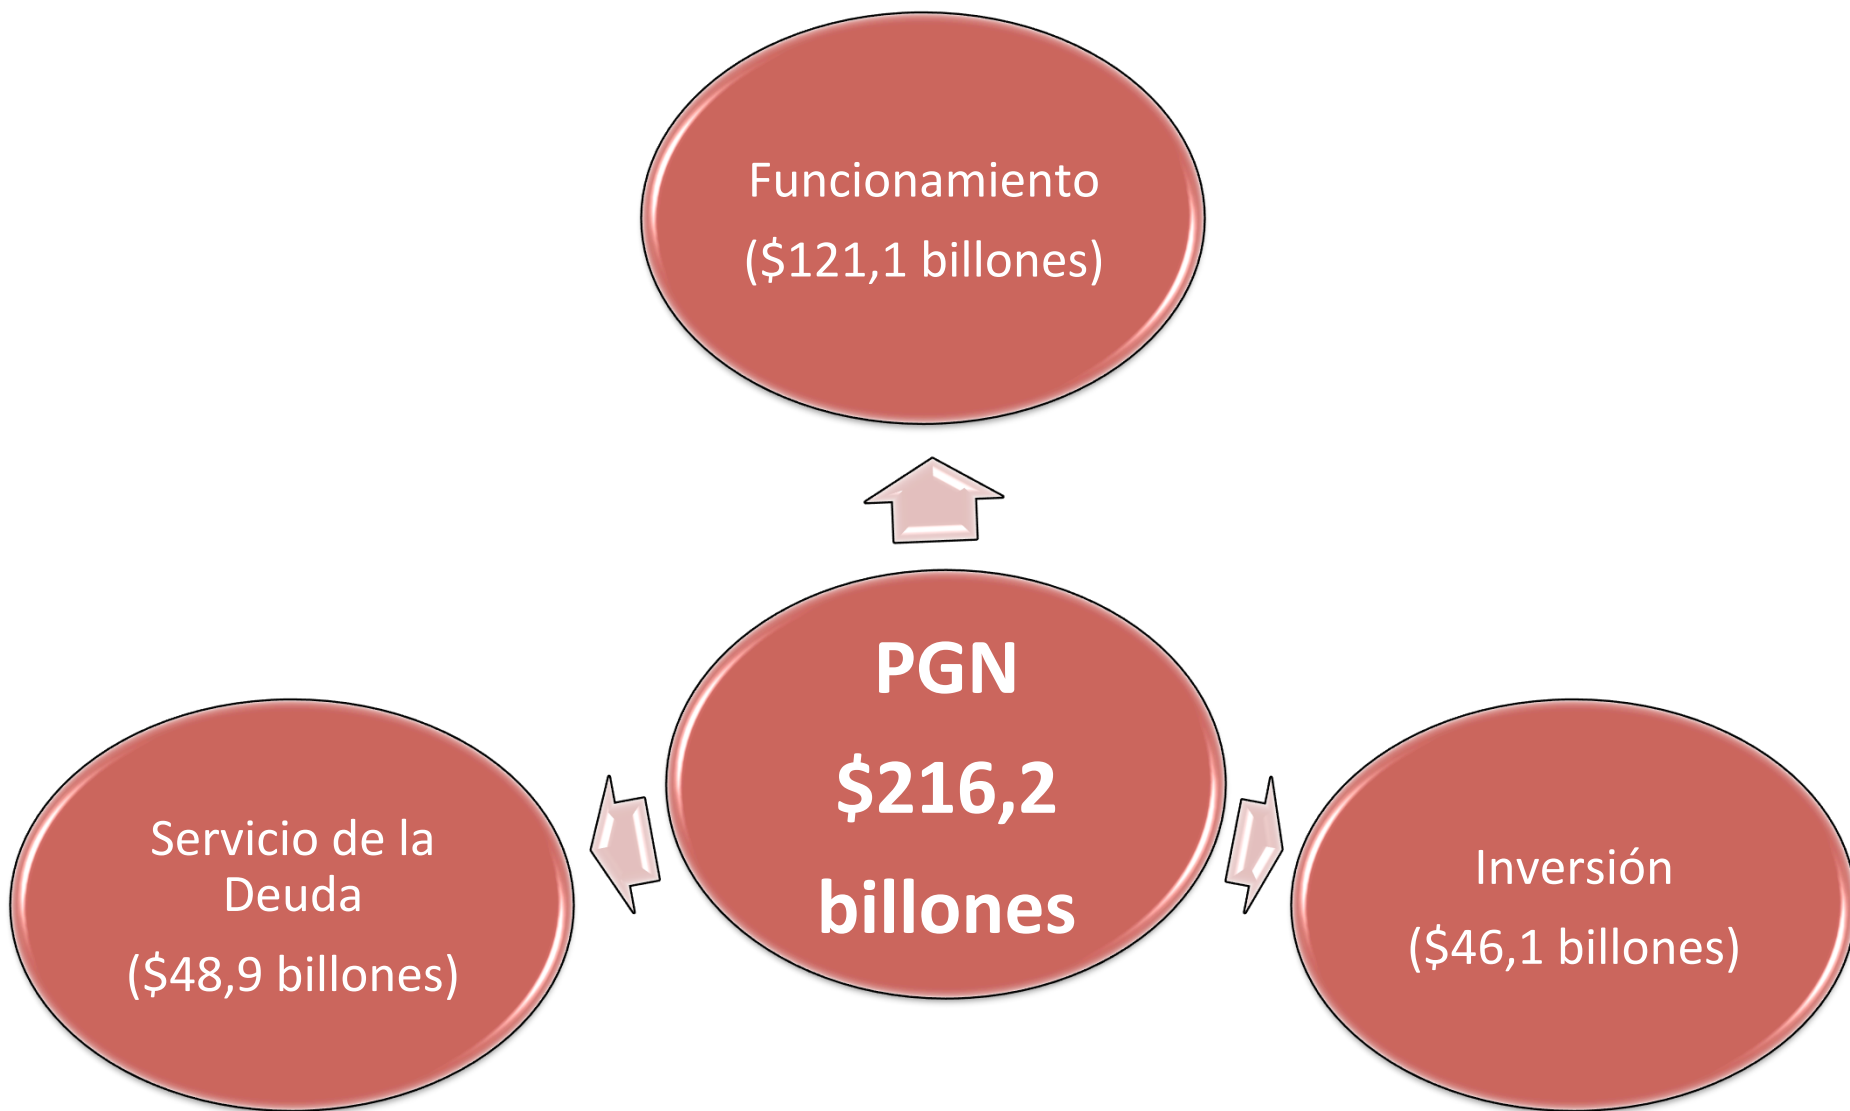 Funcionamiento
($121,1 billones)
PGN
$216,2
billones
Servicio de la
Deuda
($48,9 billones)
Inversión
($46,1 billones)